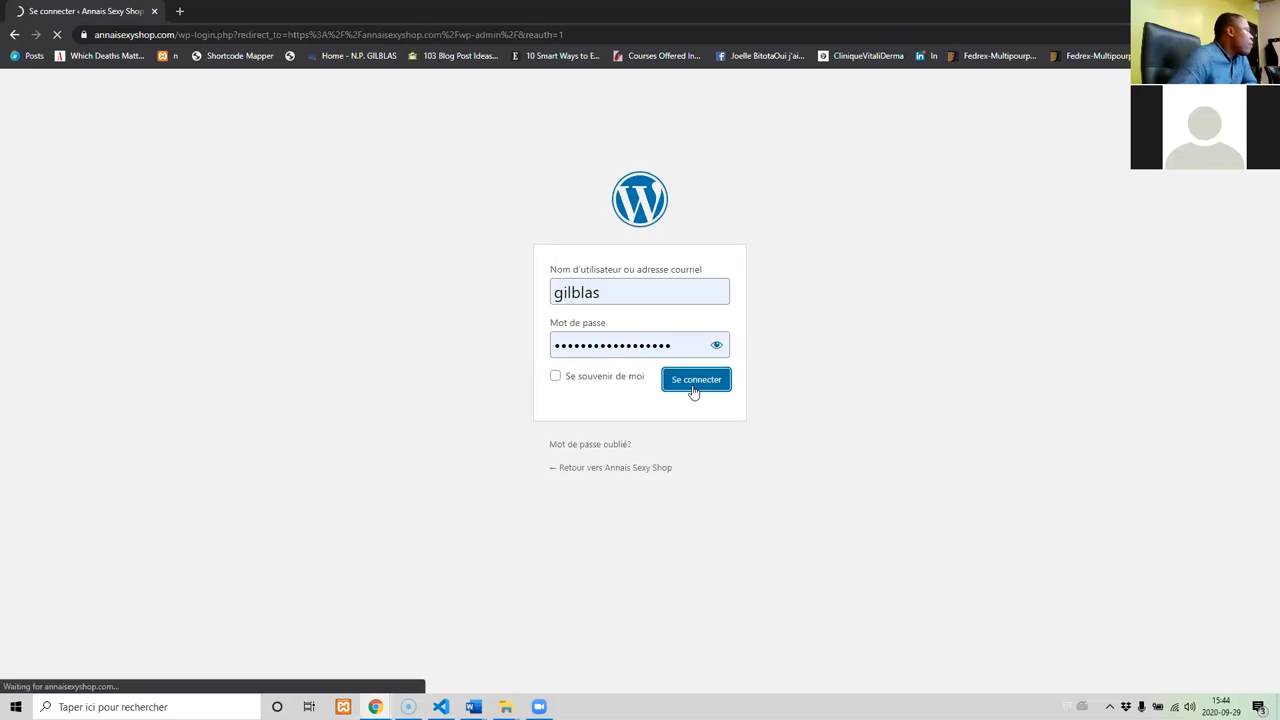 Se connecter ‹ Annais Sexy Shop
annaisexyshop.com/wp-login.php?redirect_to=https%3A%2F%2Fannaisexyshop.com%2Fwp-admin%2F&reauth=1
Posts
Which Deaths Matt...
n
Shortcode Mapper
Home - N.P. GILBLAS
103 Blog Post Ideas...
10 Smart Ways to E...
Courses Offered In...
Joelle BitotaOui j'ai...
CliniqueVitaliDerma
In
Fedrex-Multipourp...
Fedrex-Multipourp
Nom d'utilisateur ou adresse courriel
gilblas
Mot de passe
Se souvenir de moi
Se connecter
Mot de passe oublié?
← Retour vers Annais Sexy Shop
Waiting for annaisexyshop.com...
Taper ici pour rechercher
15:44
2020-09-29